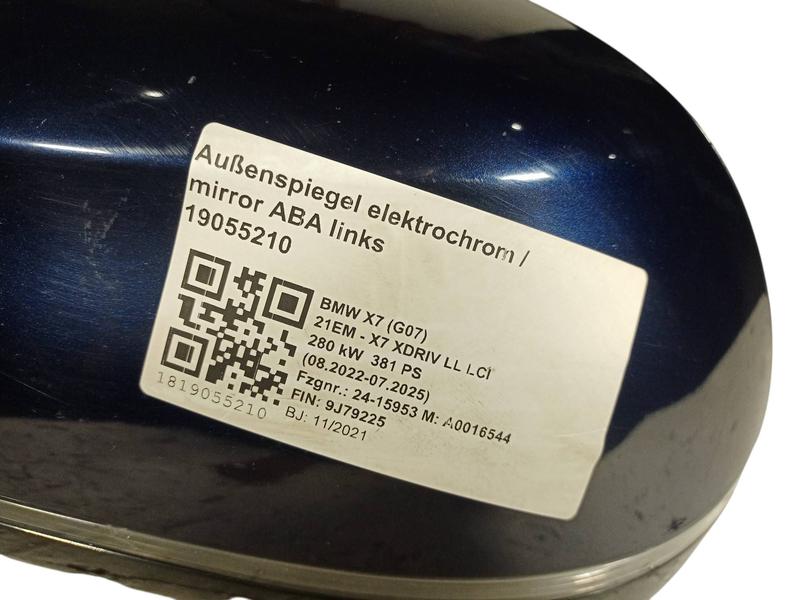 Außenspiegel elektrochrom /
mirror ABA links
19055210
BMW X7 (G07)
21EM - X7 XDRIV LL LCI
280 kW 381 PS
(08.2022-07.2025)
Fzgnr.: 24-15953 M: A0016544
FIN: 9J79225
BJ: 11/2021
1819055210